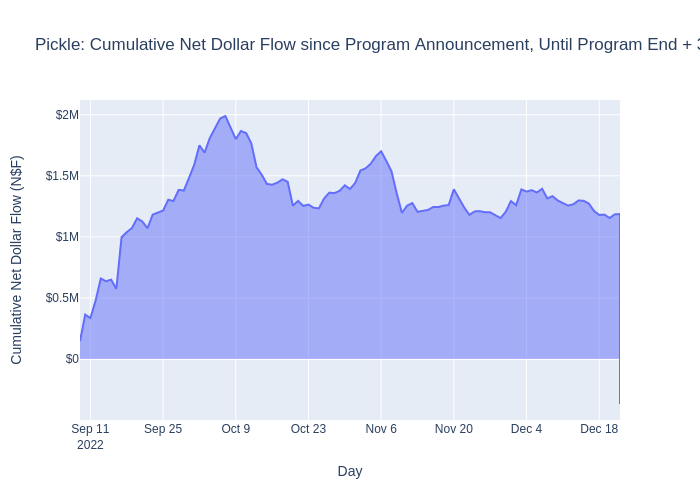 Pickle: Cumulative Net Dollar Flow since Program Announcement, Until Program End + 
$2M
$1.5M
$1M
$0.5M
$0
Cumulative Net Dollar Flow (N$F)
Sep 11
2022
Sep 25
Oct 9
Oct 23
Nov 6
Nov 20
Dec 4
Dec 18
Day